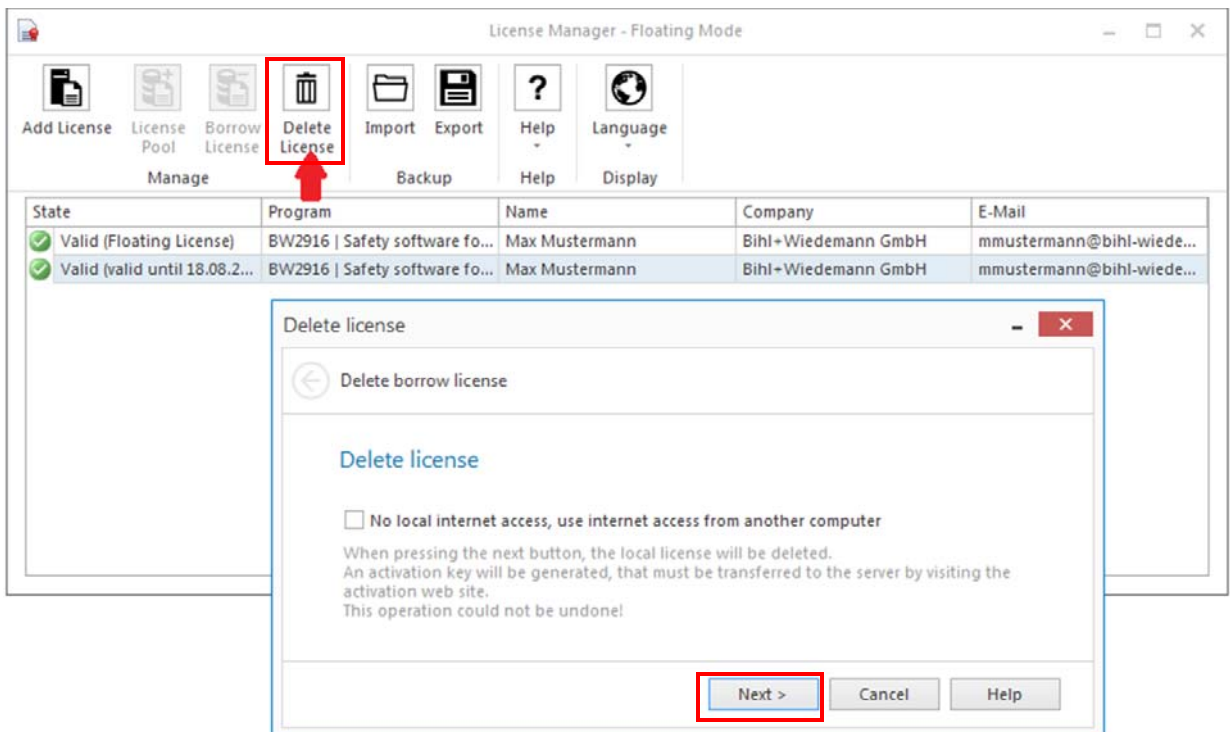 License Manager - Floating Mode
Add License License Pool Borrow License Delete License Import Export Help Language
Manage Backup Help Display
State Program Name Company E-Mail
Valid (Floating License) BW2916 | Safety software fo... Max Mustermann Bihl+Wiedemann GmbH mmustermann@bihl-wiede...
Valid (valid until 18.08.2... BW2916 | Safety software fo... Max Mustermann Bihl+Wiedemann GmbH mmustermann@bihl-wiede...
Delete license
Delete borrow license
Delete license
No local internet access, use internet access from another computer
When pressing the next button, the local license will be deleted.
An activation key will be generated, that must be transferred to the server by visiting the
activation web site.
This operation could not be undone!
Next > Cancel Help